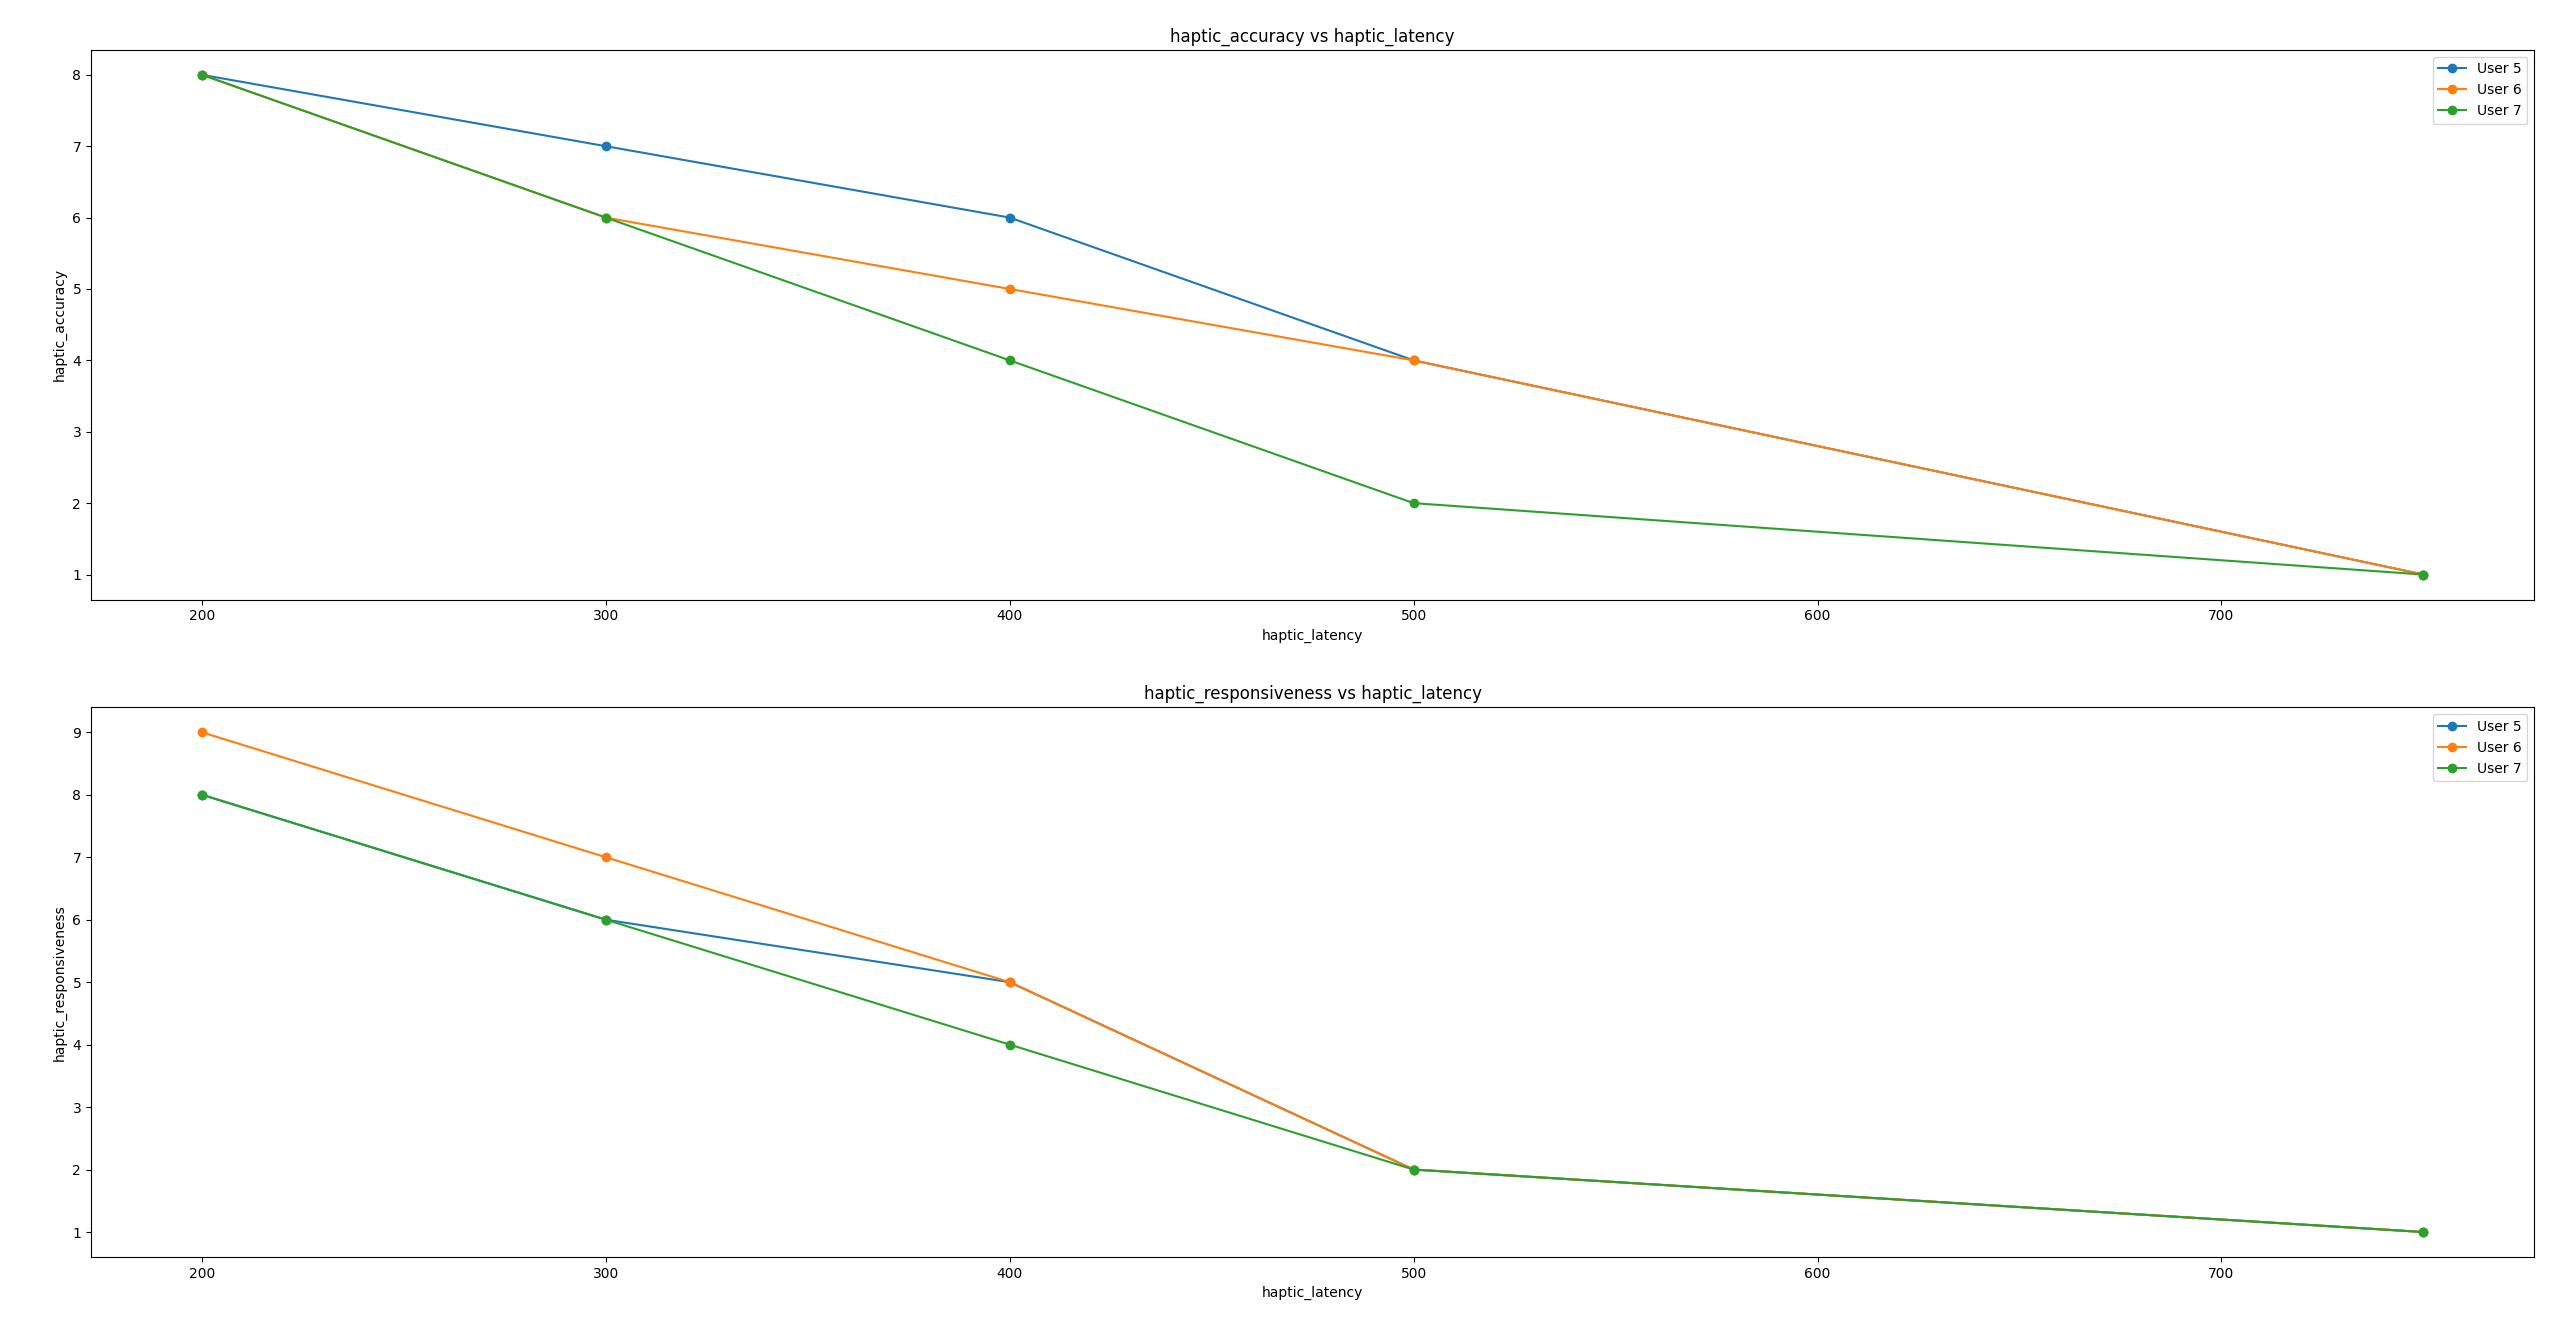 haptic_accuracy vs haptic_latency
8
7
6
5
4
3
2
1
haptic_accuracy
User 5
User 6
User 7
200 300 400 500 600 700
haptic_latency
haptic_responsiveness vs haptic_latency
9
8
7
6
5
4
3
2
1
haptic_responsiveness
User 5
User 6
User 7
200 300 400 500 600 700
haptic_latency